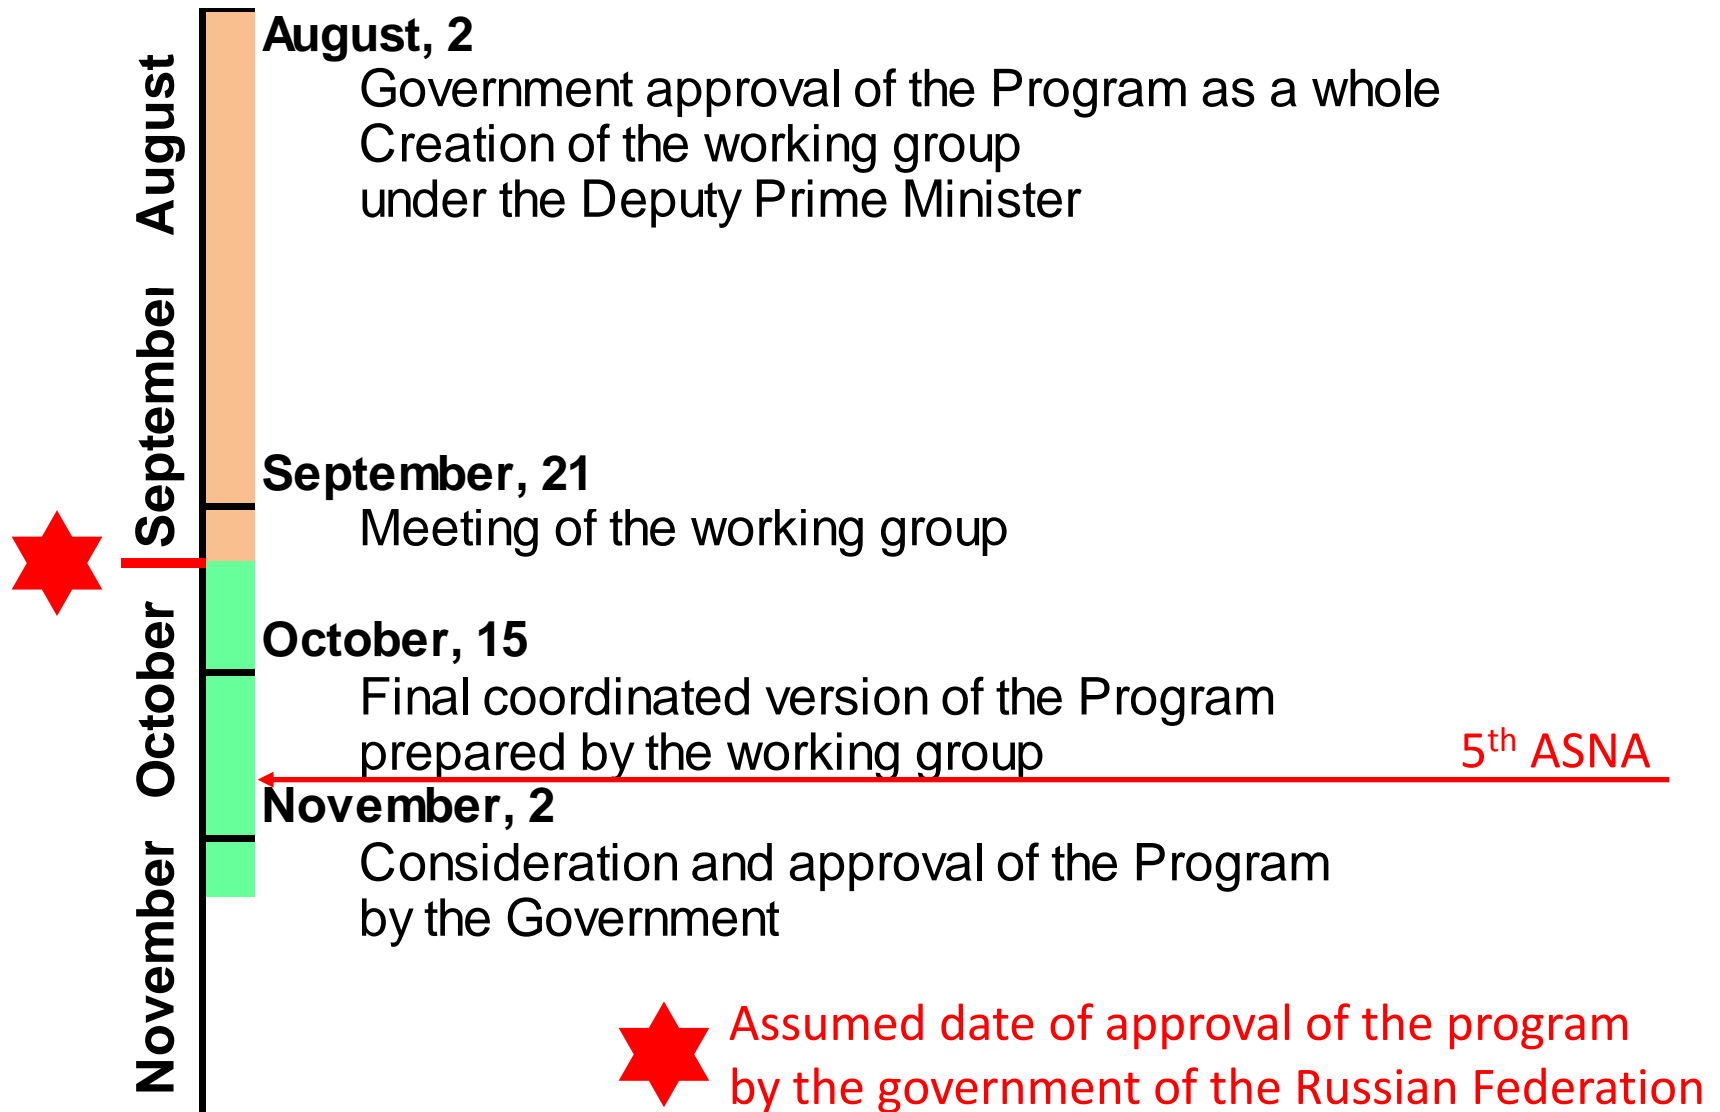 August, 2
Government approval of the Program as a whole
Creation of the working group
under the Deputy Prime Minister
September, 21
Meeting of the working group
October, 15
Final coordinated version of the Program
prepared by the working group
5th ASNA
November, 2
Consideration and approval of the Program
by the Government
Assumed date of approval of the program
by the government of the Russian Federation
August
September
October
November